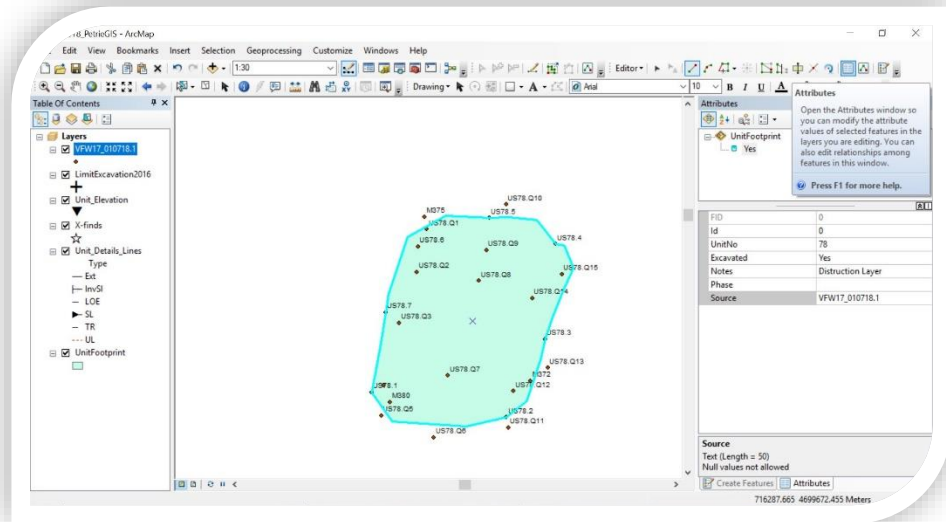 18_PetrieGIS - ArcMap
Edit View Bookmarks Insert Selection Geoprocessing Customize Windows Help
1:30
Editor
Drawing
Arial
10
B I U A
Table Of Contents
Layers
VFW17_010718.1
LimitExcavation2016
Unit_Elevation
X-finds
Unit_Details_Lines
Type
Ext
InvSl
LOE
SL
TR
UL
UnitFootprint
US78.Q10
M375
US78.5
US78.Q1
US78.6
US78.Q9
US78.4
US78.Q2
US78.Q8
US78.Q15
US78.Q14
US78.7
US78.Q3
US78.3
US78.Q7
US78.Q13
M372
US78.1
US78.Q12
M380
US78.Q5
US78.2
US78.Q11
US78.Q6
Attributes
UnitFootprint
Yes
Attributes
Open the Attributes window so
you can modify the attribute
values of selected features in the
layers you are editing. You can
also edit relationships among
features in this window.
Press F1 for more help.
FID 0
Id 0
UnitNo 78
Excavated Yes
Notes Distruction Layer
Phase
Source VFW17_010718.1
Source
Text (Length = 50)
Null values not allowed
Create Features Attributes
716287.665 4699672.455 Meters